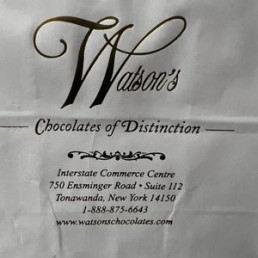 Watson's
Chocolates of Distinction
Interstate Commerce Centre
750 Ensminger Road • Suite 112
Tonawanda, New York 14150
1-888-875-6643
www.watsonschocolates.com